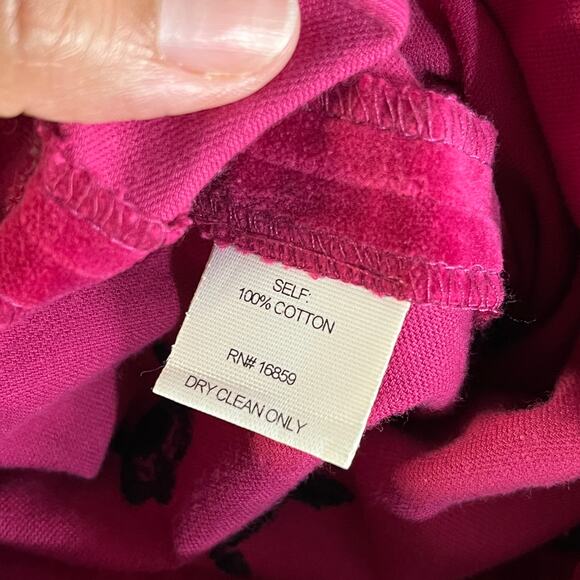 SELF:
100% COTTON
RN# 16859
DRY CLEAN ONLY